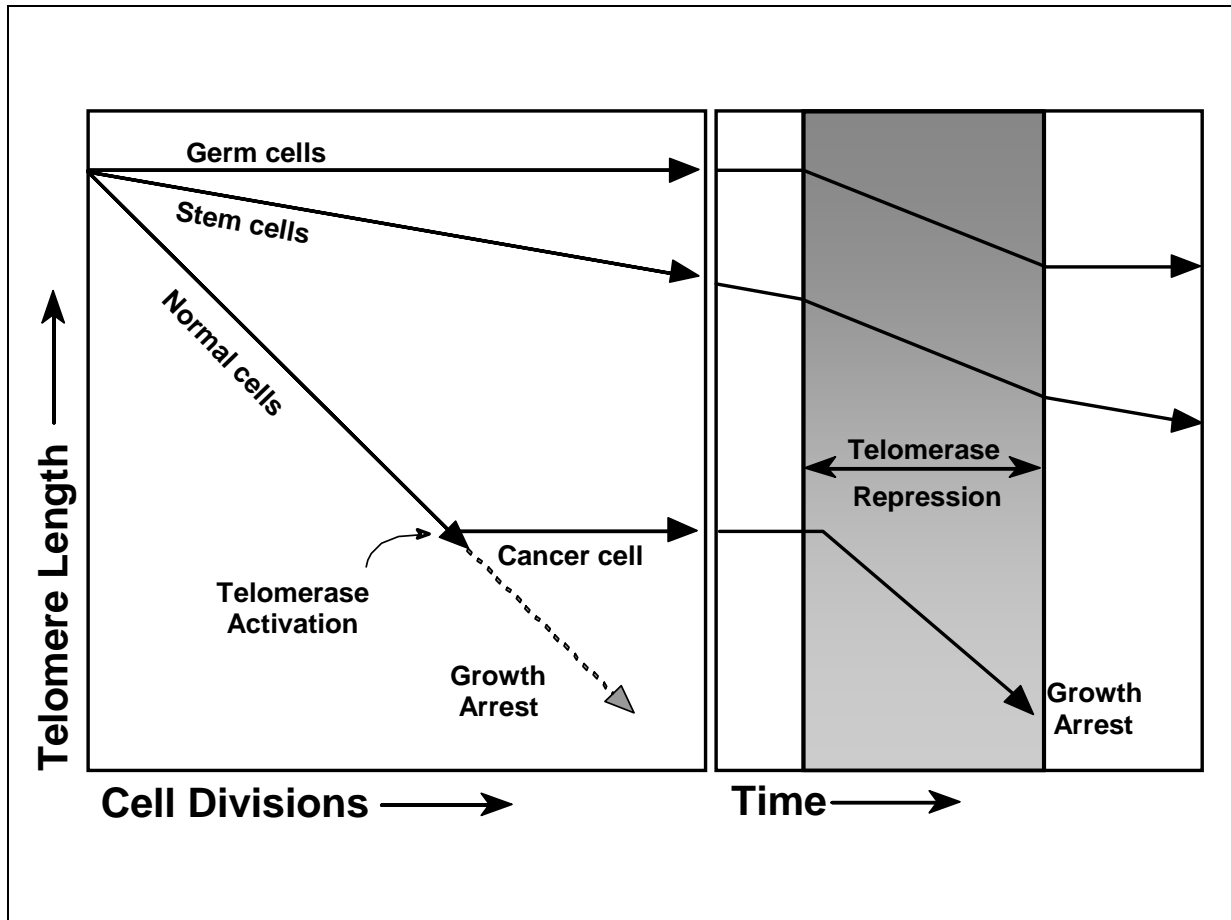 Germ cells
Stem cells
Normal cells
Telomerase
Activation
Cancer cell
Growth
Arrest
Telomere Length
Cell Divisions
Telomerase
Repression
Growth
Arrest
Time